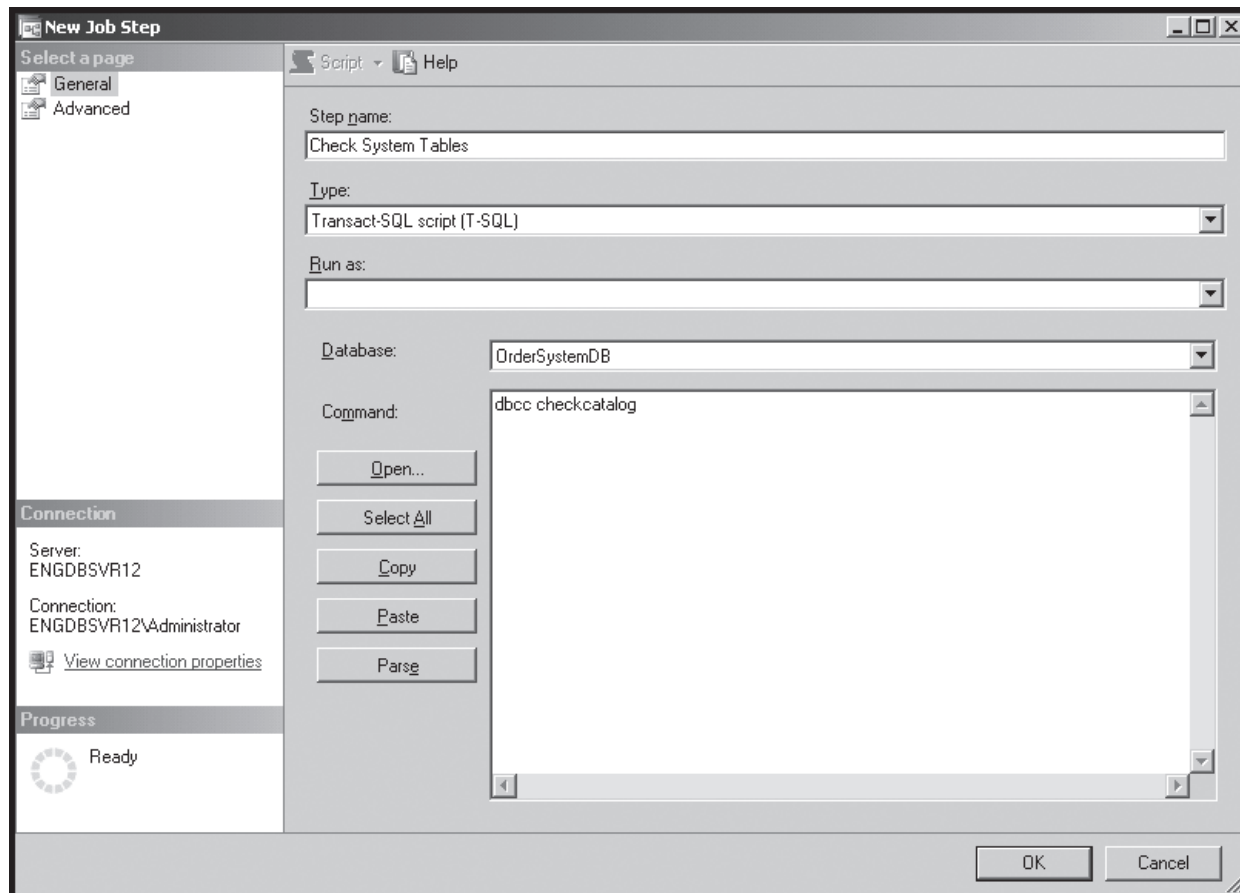 New Job Step
Select a page
General
Advanced
Script
Help
Step name:
Check System Tables
Type:
Transact-SQL script (T-SQL)
Run as:
Database:
OrderSystemDB
Command:
dbcc checkcatalog
Open...
Select All
Copy
Paste
Parse
Connection
Server:
ENGDBSVR12
Connection:
ENGDBSVR12\Administrator
View connection properties
Progress
Ready
OK
Cancel